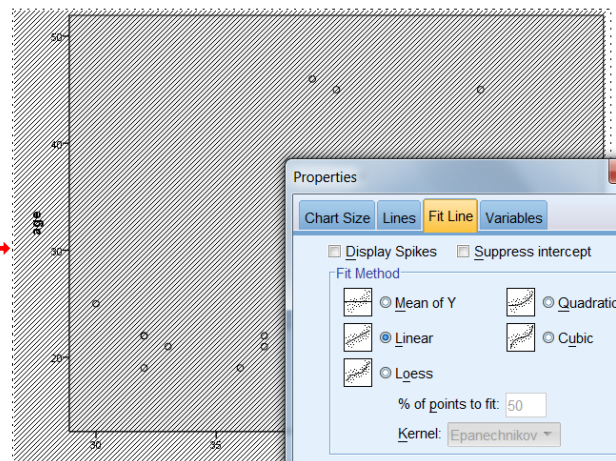 50
40
30
20
age
30
35
Properties
Chart Size Lines Fit Line Variables
Display Spikes Suppress intercept
Fit Method
Mean of Y Quadratic
Linear Cubic
Loess
% of points to fit: 50
Kernel: Epanechnikov